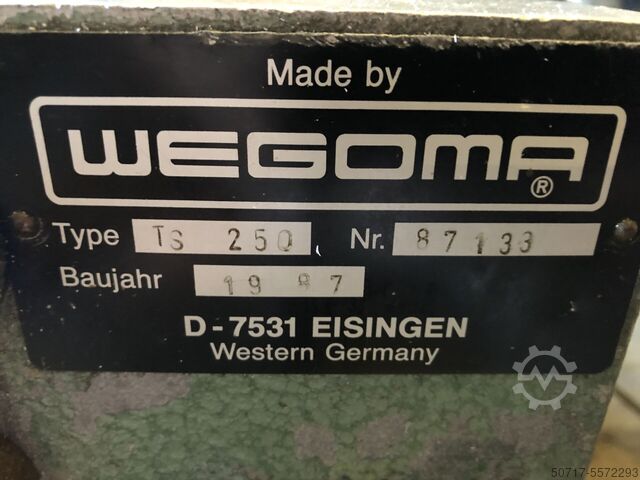 Made by
WEGOMA ®
Type TS 250 Nr. 87133
Baujahr 1987
D-7531 EISINGEN
Western Germany
50717-5572293